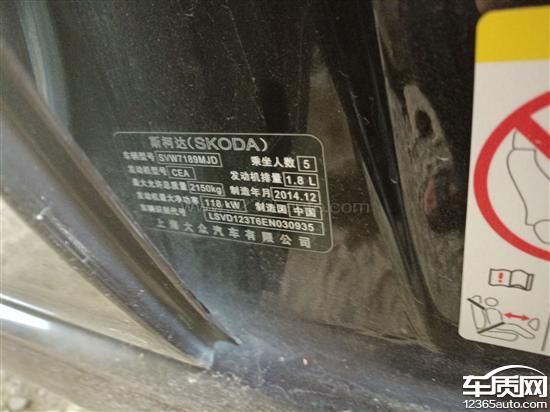 斯柯达(SKODA)
车辆型号 SVW7189MJD 乘坐人数 5
发动机型号 CEA 发动机排量 1.8 L
最大允许总质量 2150kg 制造年月 2014.12
发动机最大净功率 118 kW 制造国 中国
车辆识别代号 LSVD123T6EN030935
上海大众汽车有限公司
车质网
12365auto.com